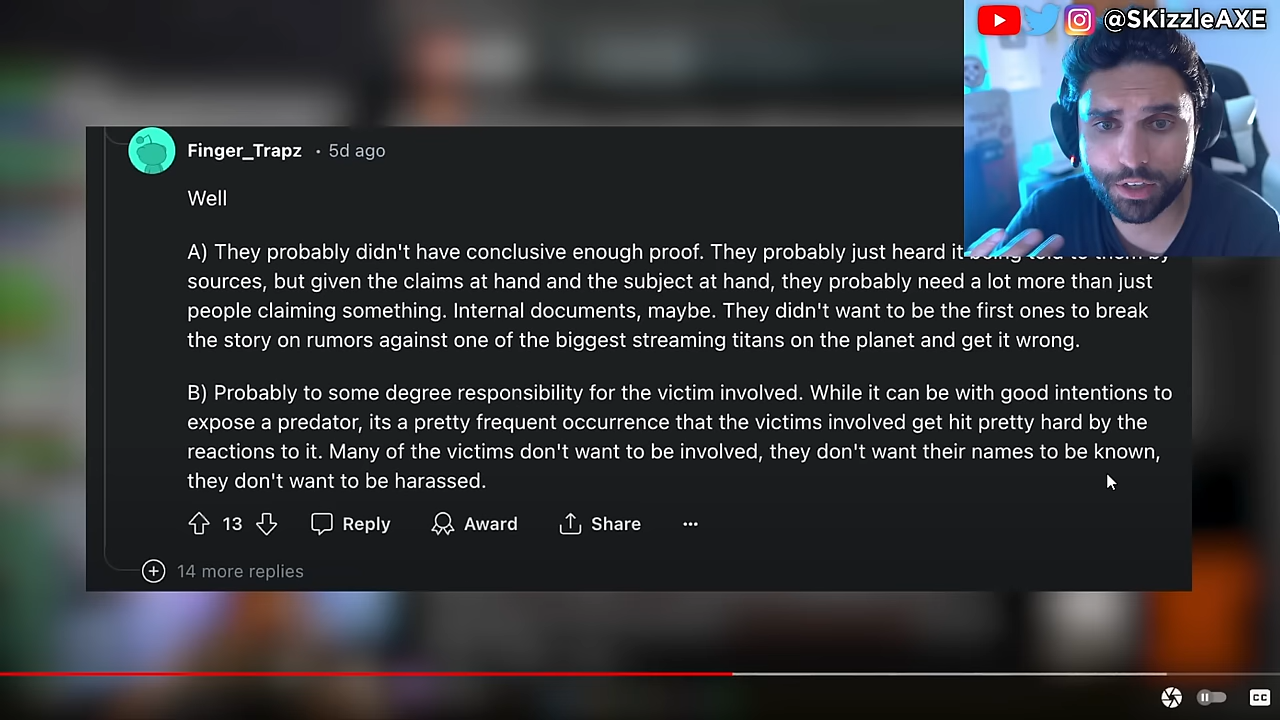 @SKizzleAXE
Finger_Trapz • 5d ago
Well
A) They probably didn't have conclusive enough proof. They probably just heard it
sources, but given the claims at hand and the subject at hand, they probably need a lot more than just
people claiming something. Internal documents, maybe. They didn't want to be the first ones to break
the story on rumors against one of the biggest streaming titans on the planet and get it wrong.
B) Probably to some degree responsibility for the victim involved. While it can be with good intentions to
expose a predator, its a pretty frequent occurrence that the victims involved get hit pretty hard by the
reactions to it. Many of the victims don't want to be involved, they don't want their names to be known,
they don't want to be harassed.
13 Reply Award Share
14 more replies
CC